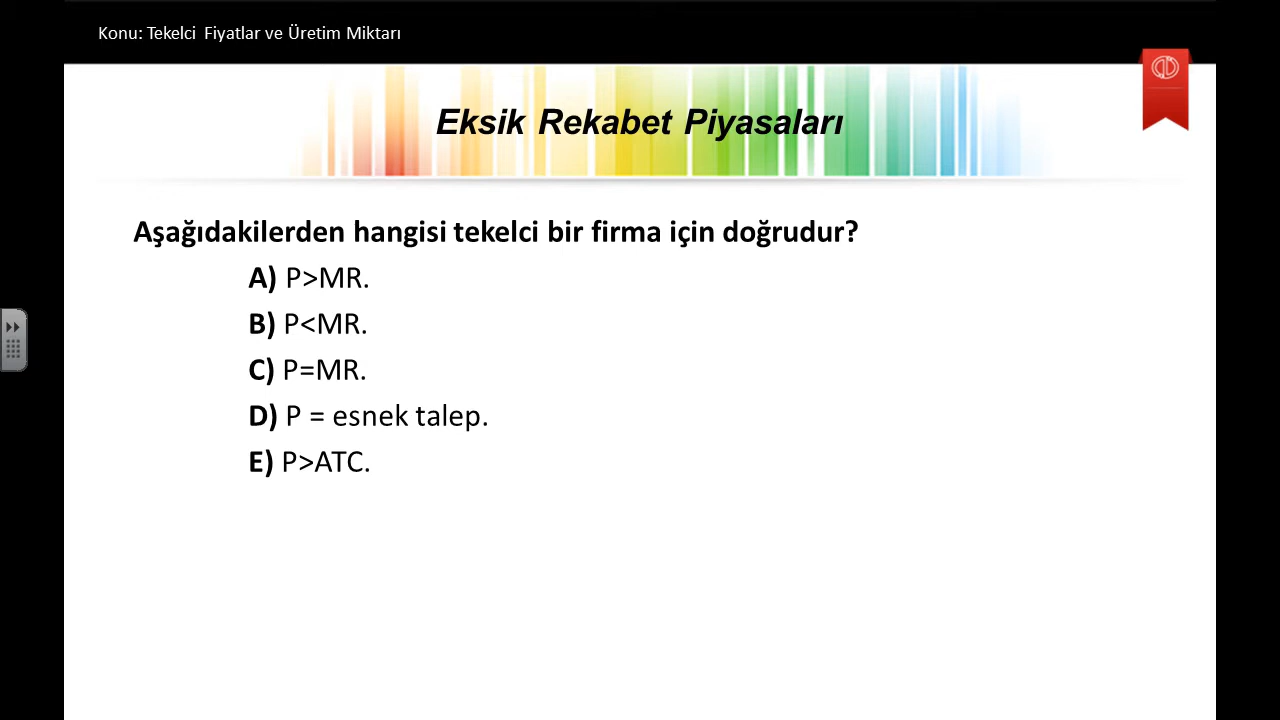 Konu: Tekelci Fiyatlar ve Üretim Miktarı
Eksik Rekabet Piyasaları
Aşağıdakilerden hangisi tekelci bir firma için doğrudur?
A) P>MR.
B) P<MR.
C) P=MR.
D) P = esnek talep.
E) P>ATC.